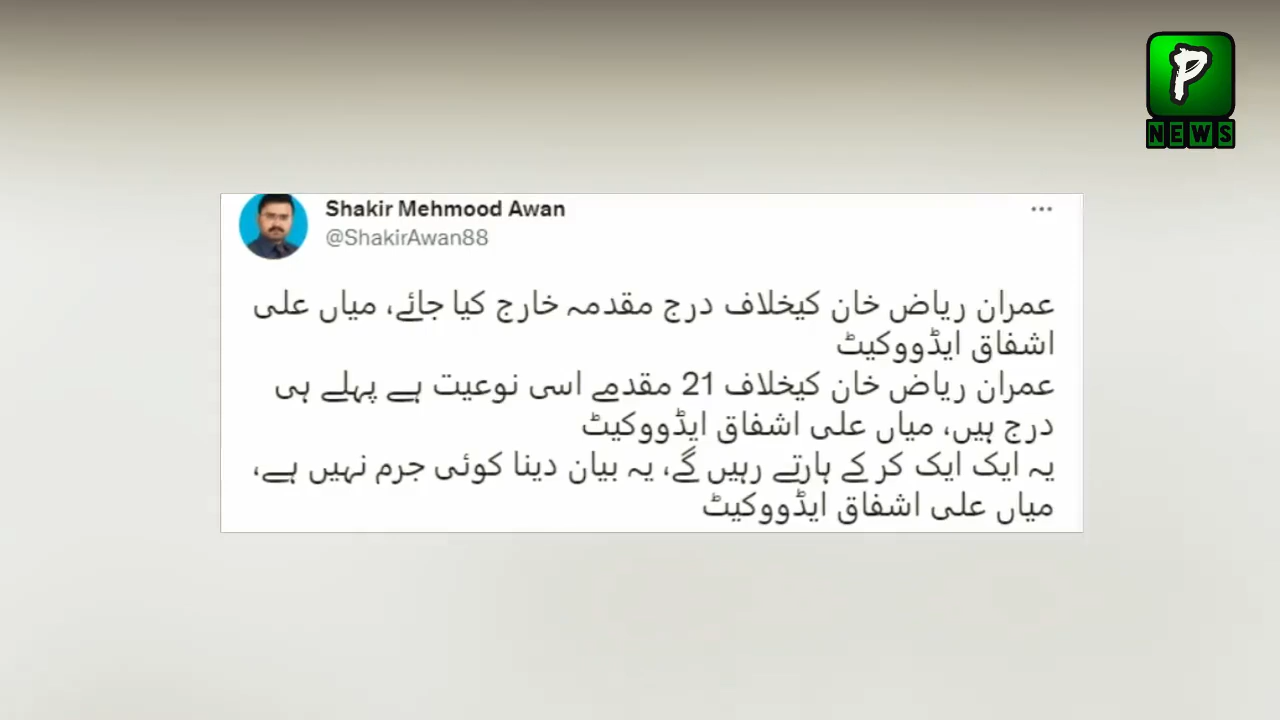 P
NEWS
Shakir Mehmood Awan
@ShakirAwan88
عمران ریاض خان کیخلاف درج مقدمہ خارج کیا جائے، میاں علی
اشفاق ایڈووکیٹ
عمران ریاض خان کیخلاف 21 مقدمے اسی نوعیت ہے پہلے ہی
درج ہیں، میاں علی اشفاق ایڈووکیٹ
یہ ایک ایک کر کے ہارتے رہیں گے، یہ بیان دینا کوئی جرم نہیں ہے،
میاں علی اشفاق ایڈووکیٹ